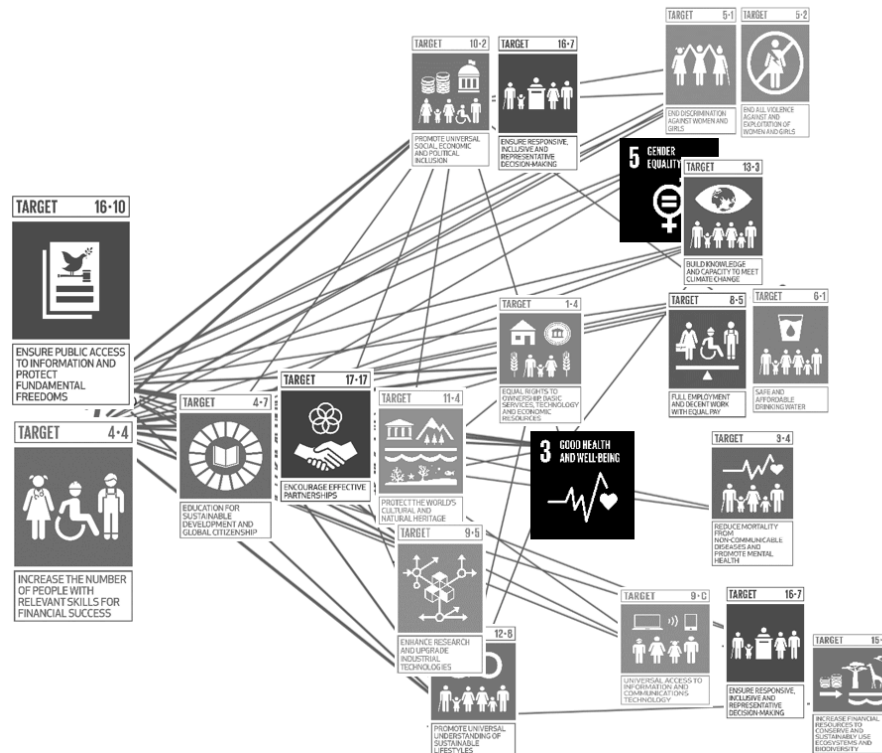 TARGET 10·2
PROMOTE UNIVERSAL
SOCIAL, ECONOMIC
AND POLITICAL
INCLUSION
TARGET 16·7
ENSURE RESPONSIVE,
INCLUSIVE AND
REPRESENTATIVE
DECISION-MAKING
TARGET 5·1
END DISCRIMINATION
AGAINST WOMEN AND
GIRLS
TARGET 5·2
END ALL VIOLENCE
AGAINST AND
EXPLOITATION OF
WOMEN AND GIRLS
5 GENDER
EQUALITY
TARGET 13·3
BUILD KNOWLEDGE
AND CAPACITY TO MEET
CLIMATE CHANGE
TARGET 16·10
ENSURE PUBLIC ACCESS
TO INFORMATION AND
PROTECT
FUNDAMENTAL
FREEDOMS
TARGET 1·4
EQUAL RIGHTS TO
OWNERSHIP, BASIC
SERVICES, TECHNOLOGY
AND ECONOMIC
RESOURCES
TARGET 8·5
FULL EMPLOYMENT
AND DECENT WORK
WITH EQUAL PAY
TARGET 6·1
SAFE AND
AFFORDABLE
DRINKING WATER
TARGET 4·4
INCREASE THE NUMBER
OF PEOPLE WITH
RELEVANT SKILLS FOR
FINANCIAL SUCCESS
TARGET 4·7
EDUCATION FOR
SUSTAINABLE
DEVELOPMENT AND
GLOBAL CITIZENSHIP
TARGET 17·17
ENCOURAGE EFFECTIVE
PARTNERSHIPS
TARGET 11·4
PROTECT THE WORLD'S
CULTURAL AND
NATURAL HERITAGE
3 GOOD HEALTH
AND WELL-BEING
TARGET 3·4
REDUCE MORTALITY
FROM
NON-COMMUNICABLE
DISEASES AND
PROMOTE MENTAL
HEALTH
TARGET 9·5
ENHANCE RESEARCH
AND UPGRADE
INDUSTRIAL
TECHNOLOGIES
12·8
PROMOTE UNIVERSAL
UNDERSTANDING OF
SUSTAINABLE
LIFESTYLES
TARGET 9·C
UNIVERSAL ACCESS TO
INFORMATION AND
COMMUNICATIONS
TECHNOLOGY
TARGET 16·7
ENSURE RESPONSIVE,
INCLUSIVE AND
REPRESENTATIVE
DECISION-MAKING
TARGET 15·
INCREASE FINANCIAL
RESOURCES TO
CONSERVE AND
SUSTAINABLY USE
ECOSYSTEMS AND
BIODIVERSITY